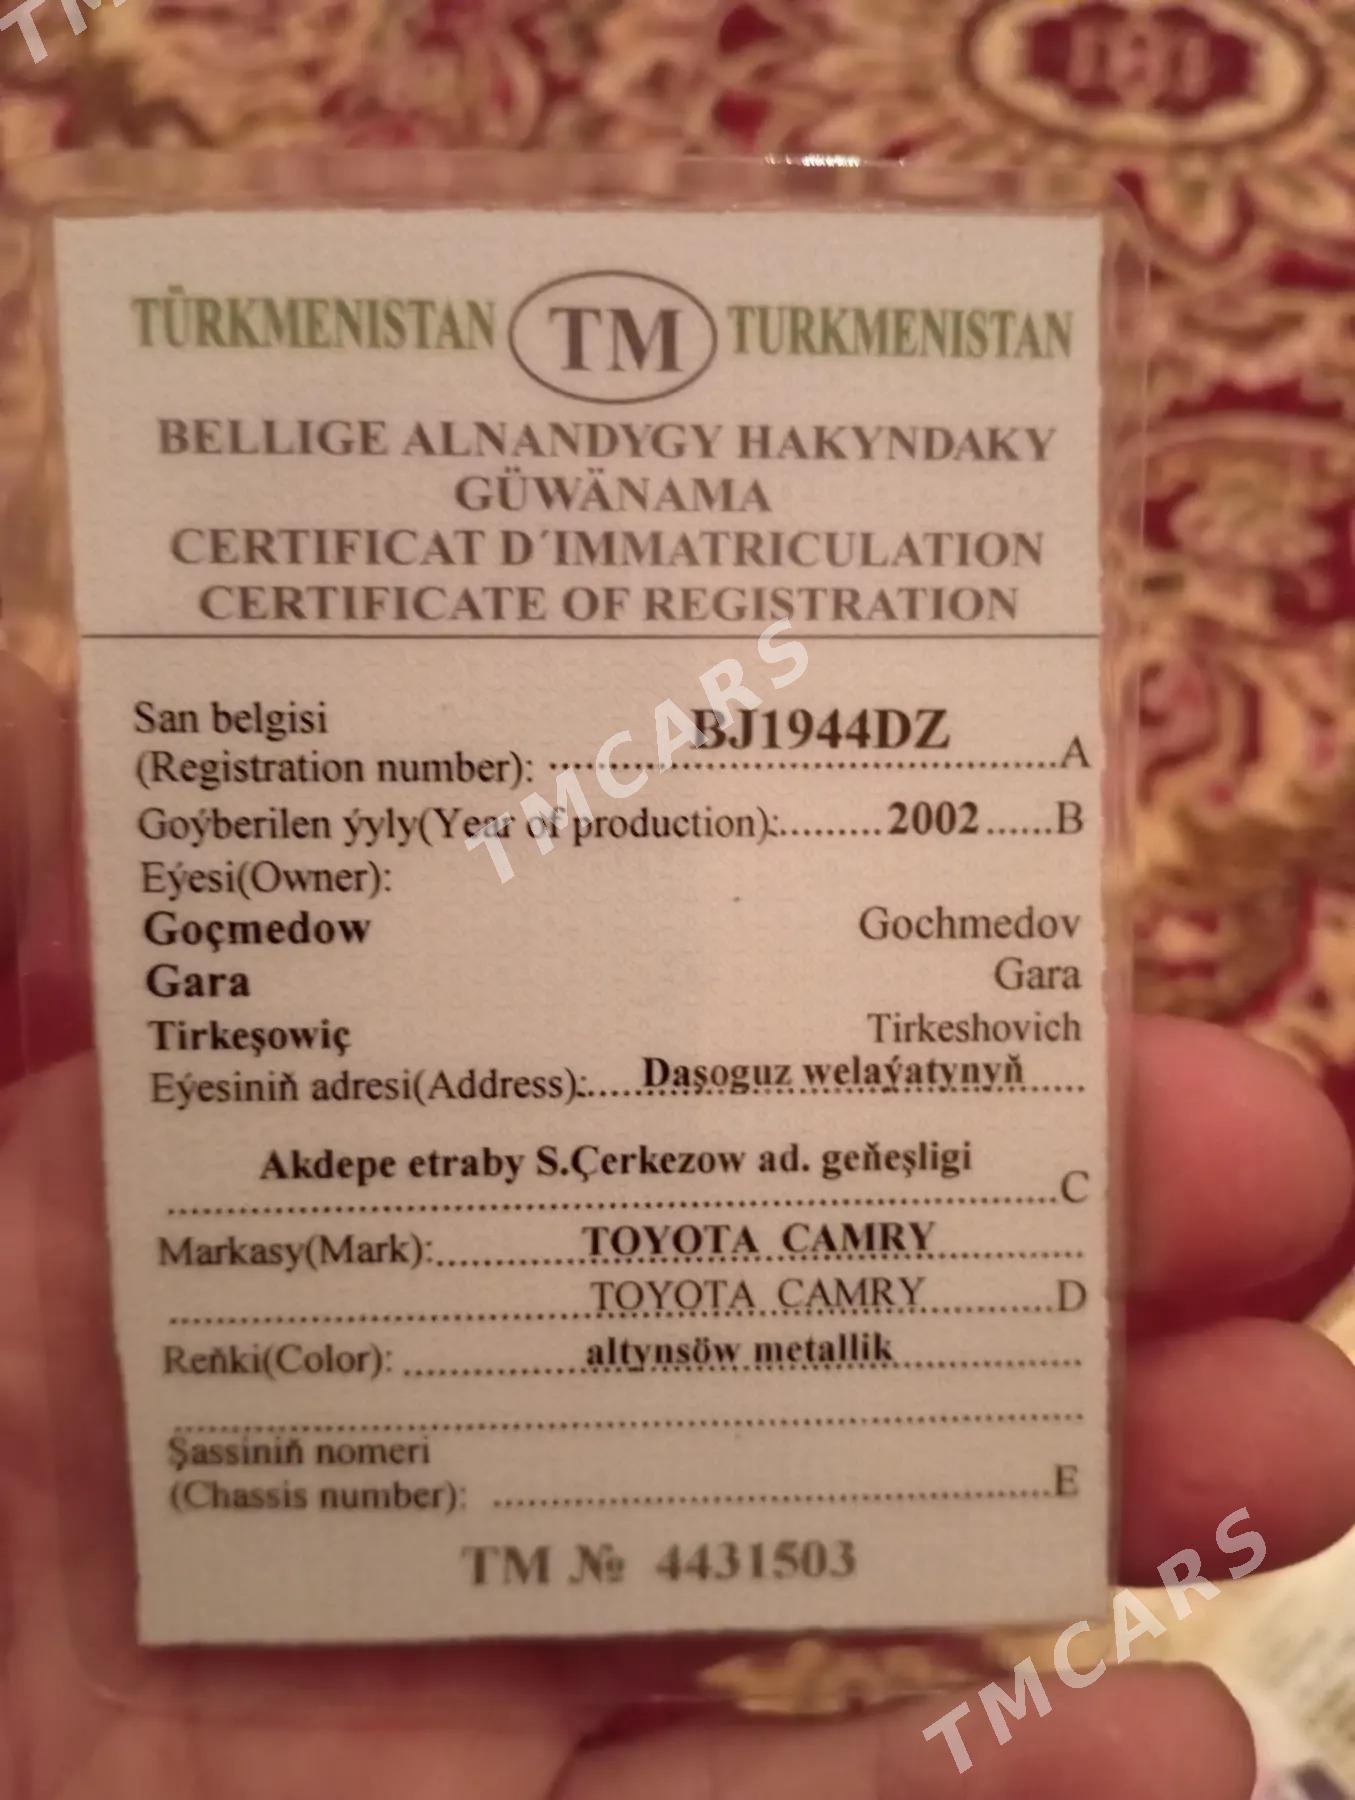 TÜRKMENISTAN TM TURKMENISTAN
BELLIGE ALNANDYGY HAKYNDAKY
GÜWÄNAMA
CERTIFICAT D´IMMATRICULATION
CERTIFICATE OF REGISTRATION
San belgisi
(Registration number): BJ1944DZ A
Goýberilen ýyly(Year of production): 2002 B
Eýesi(Owner):
Goçmedow Gochmedov
Gara Gara
Tirkeşowiç Tirkeshovich
Eýesiniň adresi(Address): Daşoguz welaýatynyň
Akdepe etraby S.Çerkezow ad. geňeşligi
C
Markasy(Mark): TOYOTA CAMRY
TOYOTA CAMRY D
Reňki(Color): altynsöw metallik
Şassiniň nomeri
(Chassis number): E
TM № 4431503
TMCARS
TMCARS